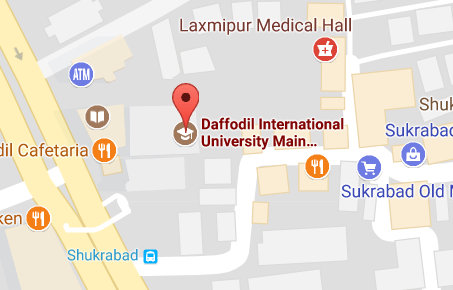 Laxmipur Medical Hall
ATM
Daffodil International
University Main...
Shuk
Sukrabad
dil Cafetaria
Sukrabad Old M
ken
Shukrabad